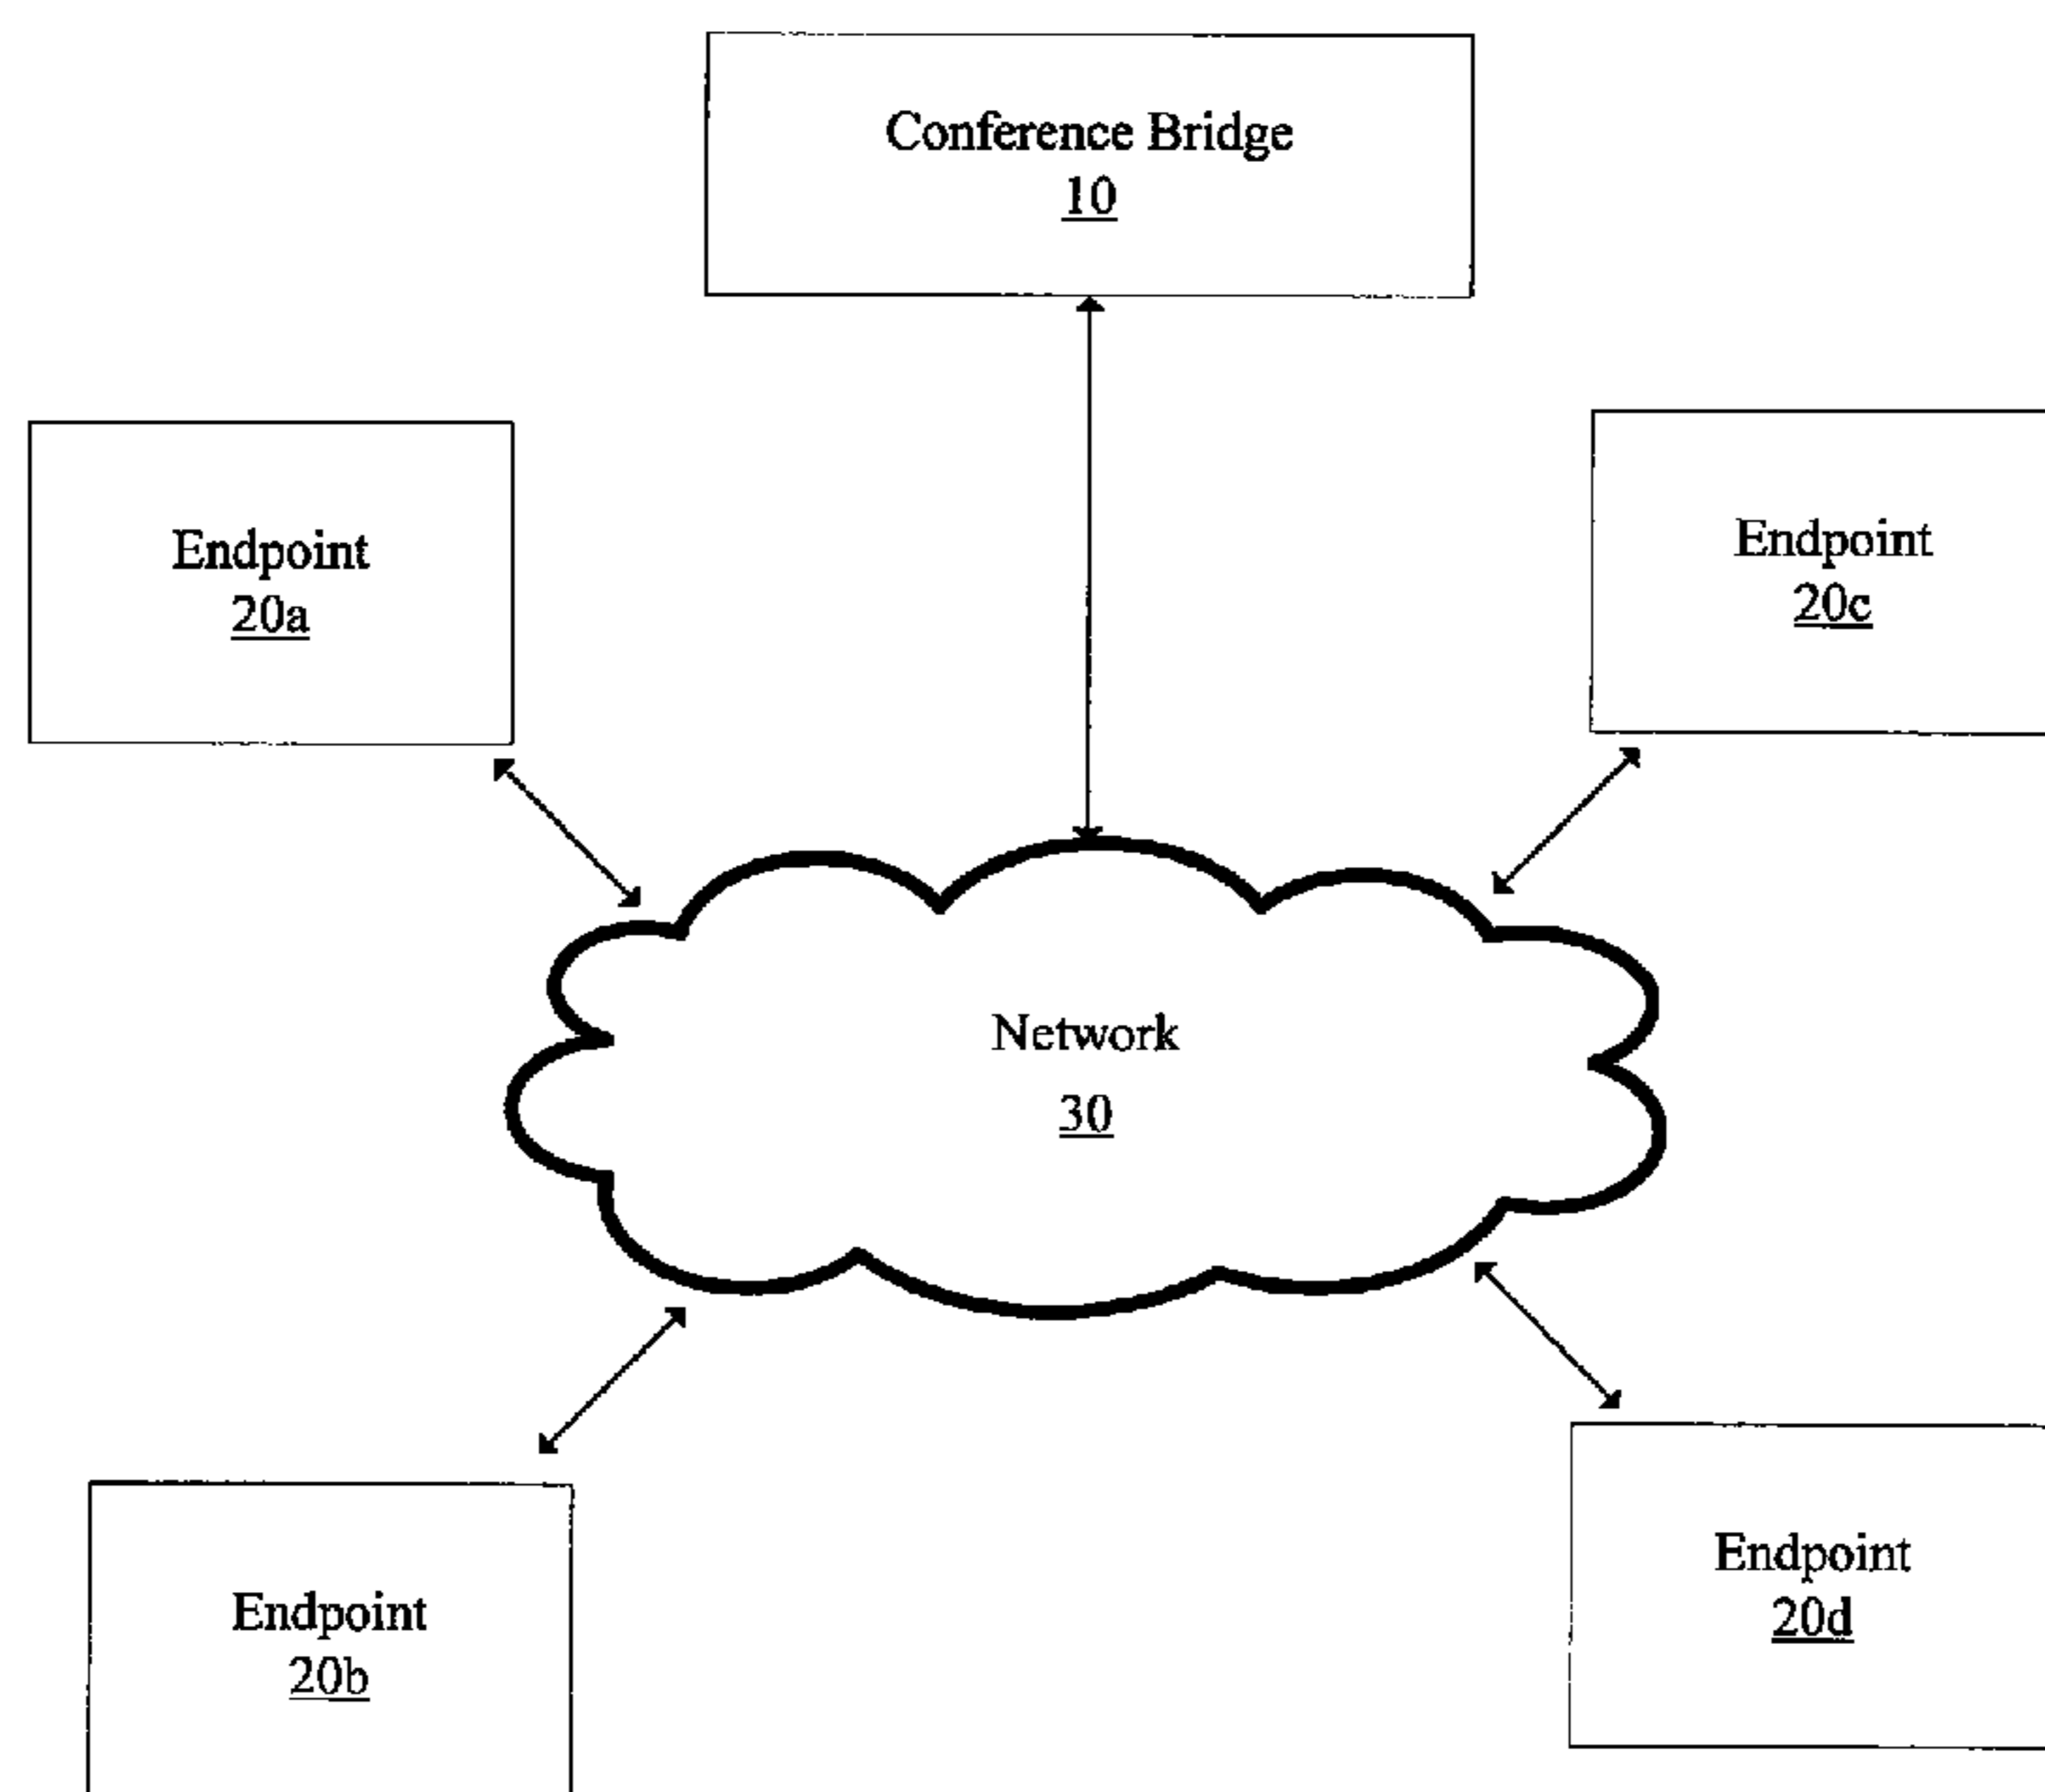 Conference Bridge
10
Endpoint
20a
Endpoint
20c
Network
30
Endpoint
20b
Endpoint
20d